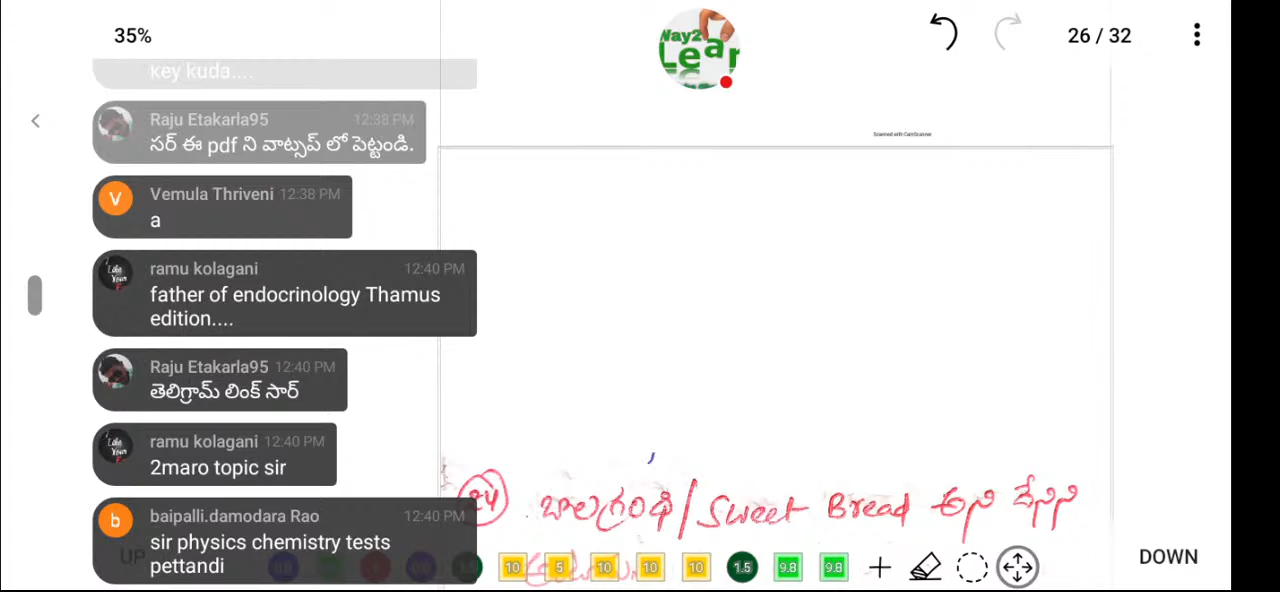 35%
Way2
Lear
26 / 32
key kuda....
Raju Etakarla95 12:38 PM
సర్ ఈ pdf ని వాట్సప్ లో పెట్టండి.
Scanned with CamScanner
V Vemula Thriveni 12:38 PM
a
ramu kolagani 12:40 PM
father of endocrinology Thamus
edition....
Raju Etakarla95 12:40 PM
తెలిగ్రామ్ లింక్ సార్
ramu kolagani 12:40 PM
2maro topic sir
24 బాలగ్రంథి/Sweet Bread అని దేనిని
b baipalli.damodara Rao 12:40 PM
sir physics chemistry tests
pettandi
UP 10 5 10 10 10 1.5 9.8 9.8 DOWN